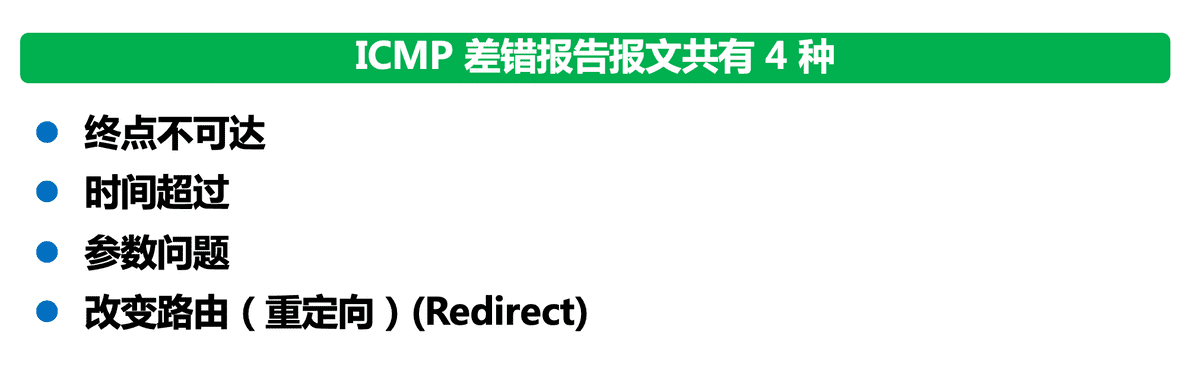 ICMP 差错报告报文共有 4 种
终点不可达
时间超过
参数问题
改变路由（重定向）(Redirect)